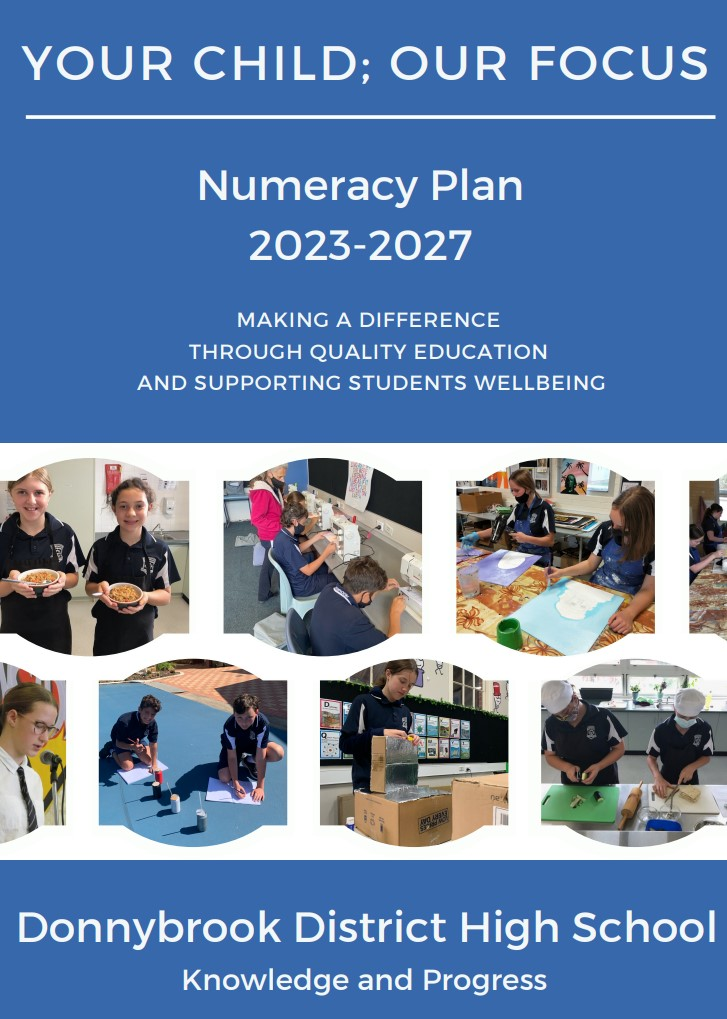 YOUR CHILD; OUR FOCUS
Numeracy Plan
2023-2027
MAKING A DIFFERENCE
THROUGH QUALITY EDUCATION
AND SUPPORTING STUDENTS WELLBEING
Donnybrook District High School
Knowledge and Progress